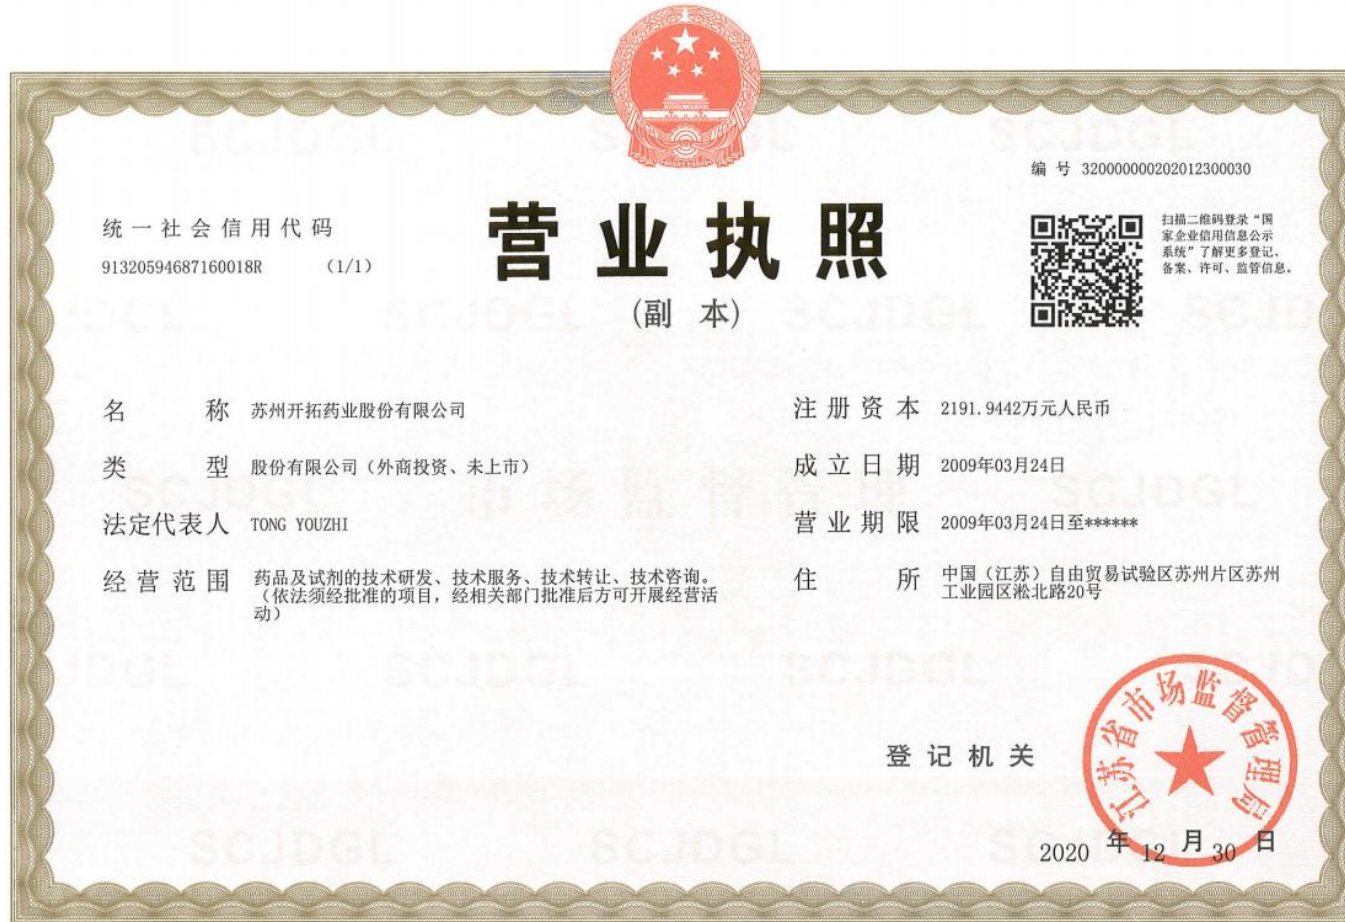 编号 320000000202012300030
统一社会信用代码
91320594687160018R (1/1)
营业执照
(副 本)
扫描二维码登录“国
家企业信用信息公示
系统”了解更多登记、
备案、许可、监管信息。
名称 苏州开拓药业股份有限公司
类型 股份有限公司（外商投资、未上市）
法定代表人 TONG YOUZHI
经营范围 药品及试剂的技术研发、技术服务、技术转让、技术咨询。
（依法须经批准的项目，经相关部门批准后方可开展经营活
动）
注册资本 2191.9442万元人民币
成立日期 2009年03月24日
营业期限 2009年03月24日至******
住所 中国（江苏）自由贸易试验区苏州片区苏州
工业园区淞北路20号
登记机关
江苏省市场监督管理局
2020 年 12 月 30 日
SCJDGL
市场监督管理